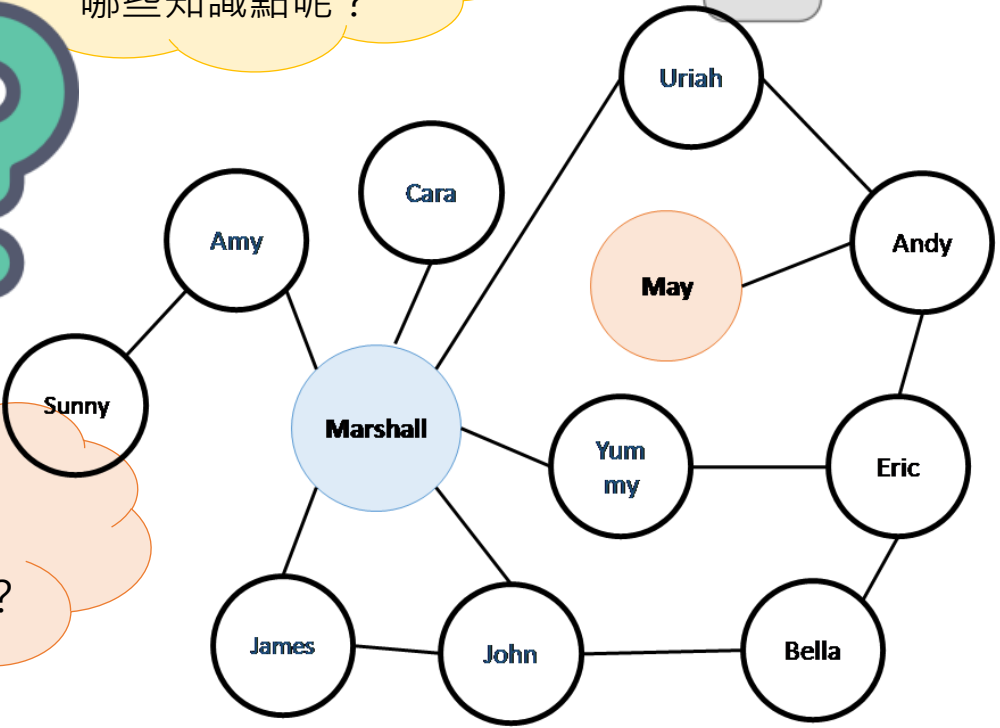 哪些知識點呢？
Uriah
Cara
Amy
Andy
May
Sunny
Marshall
Yum
my
Eric
?
James
John
Bella